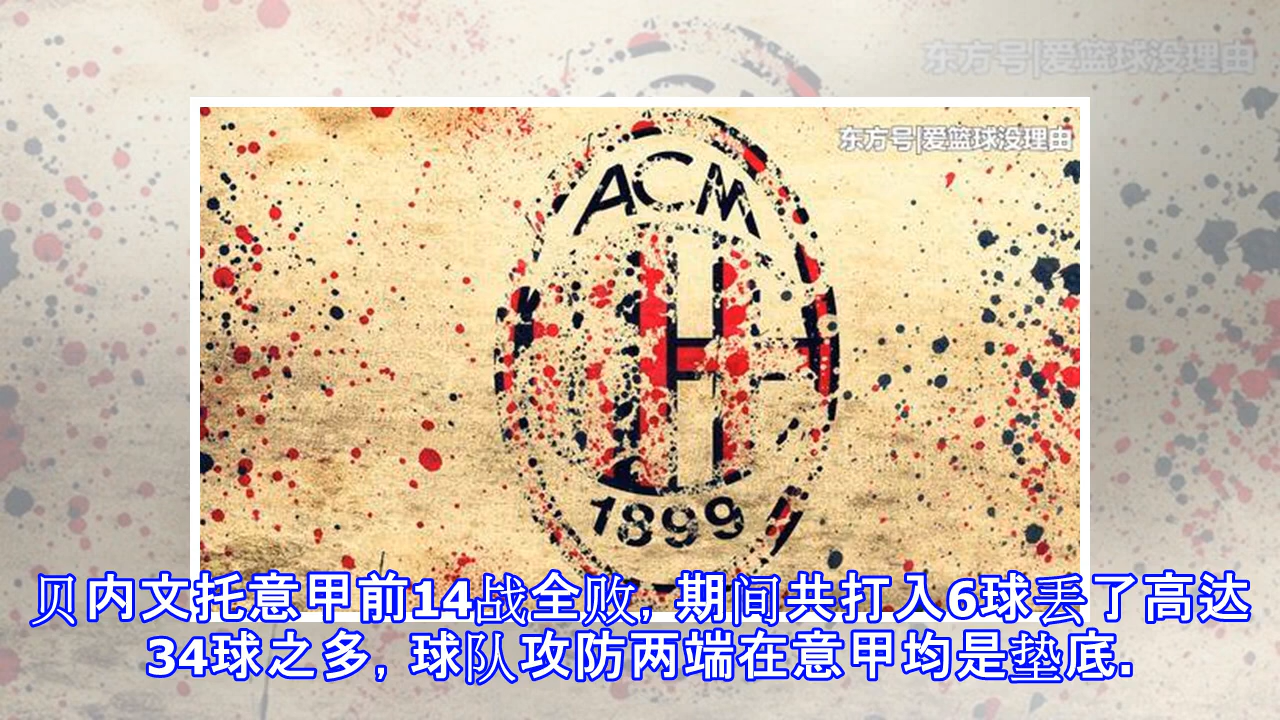 东方号|爱篮球没理由
东方号|爱篮球没理由
ACM
1899
贝内文托意甲前14战全败, 期间共打入6球丢了高达
34球之多, 球队攻防两端在意甲均是垫底.